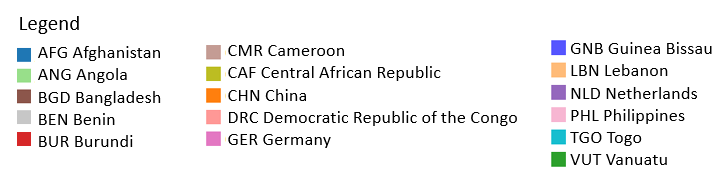 Legend
AFG Afghanistan
ANG Angola
BGD Bangladesh
BEN Benin
BUR Burundi
CMR Cameroon
CAF Central African Republic
CHN China
DRC Democratic Republic of the Congo
GER Germany
GNB Guinea Bissau
LBN Lebanon
NLD Netherlands
PHL Philippines
TGO Togo
VUT Vanuatu